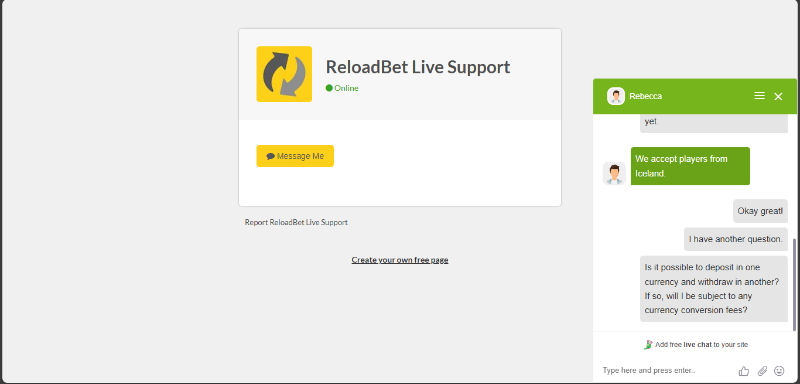 ReloadBet Live Support
Online
Message Me
Report ReloadBet Live Support
Create your own free page
Rebecca
yet.
We accept players from
Iceland.
Okay great!
I have another question.
Is it possible to deposit in one
currency and withdraw in another?
If so, will I be subject to any
currency conversion fees?
Add free live chat to your site
Type here and press enter..